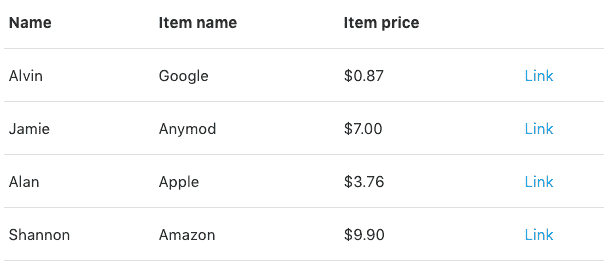 Name Item name Item price
Alvin Google $0.87 Link
Jamie Anymod $7.00 Link
Alan Apple $3.76 Link
Shannon Amazon $9.90 Link